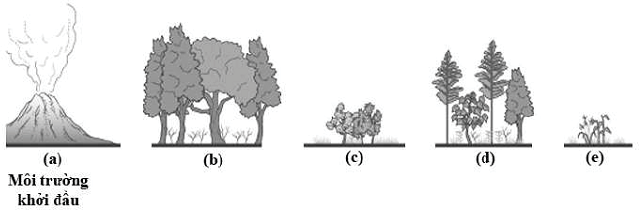 (a)
(b)
(c)
(d)
(e)
Môi trường
khởi đầu